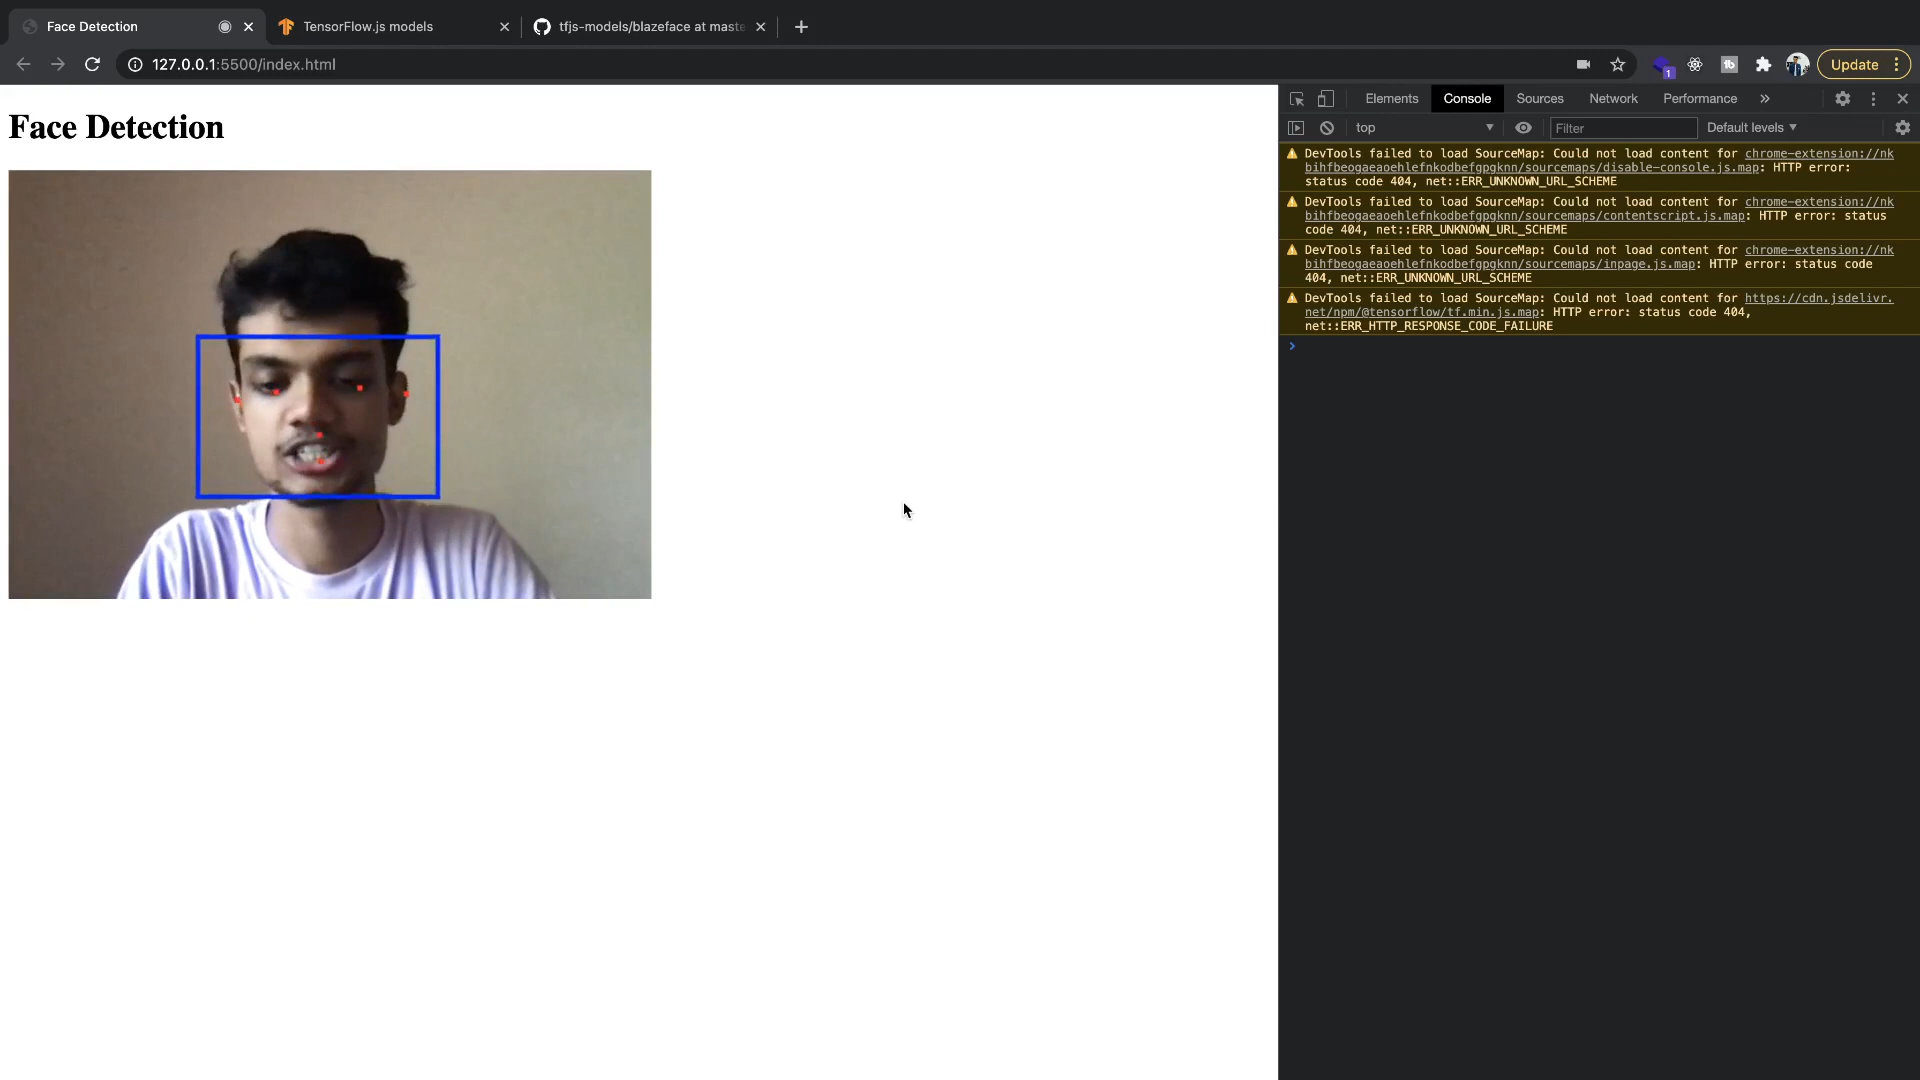 Face Detection
TensorFlow.js models
tfjs-models/blazeface at maste
127.0.0.1:5500/index.html
1
Update
Face Detection
Elements
Console
Sources
Network
Performance
top
Filter
Default levels
DevTools failed to load SourceMap: Could not load content for chrome-extension://nk
bihfbeogaeaoehlefnkodbefgpgknn/sourcemaps/disable-console.js.map: HTTP error:
status code 404, net::ERR_UNKNOWN_URL_SCHEME
DevTools failed to load SourceMap: Could not load content for chrome-extension://nk
bihfbeogaeaoehlefnkodbefgpgknn/sourcemaps/contentscript.js.map: HTTP error: status
code 404, net::ERR_UNKNOWN_URL_SCHEME
DevTools failed to load SourceMap: Could not load content for chrome-extension://nk
bihfbeogaeaoehlefnkodbefgpgknn/sourcemaps/inpage.js.map: HTTP error: status code
404, net::ERR_UNKNOWN_URL_SCHEME
DevTools failed to load SourceMap: Could not load content for https://cdn.jsdelivr.
net/npm/@tensorflow/tf.min.js.map: HTTP error: status code 404,
net::ERR_HTTP_RESPONSE_CODE_FAILURE